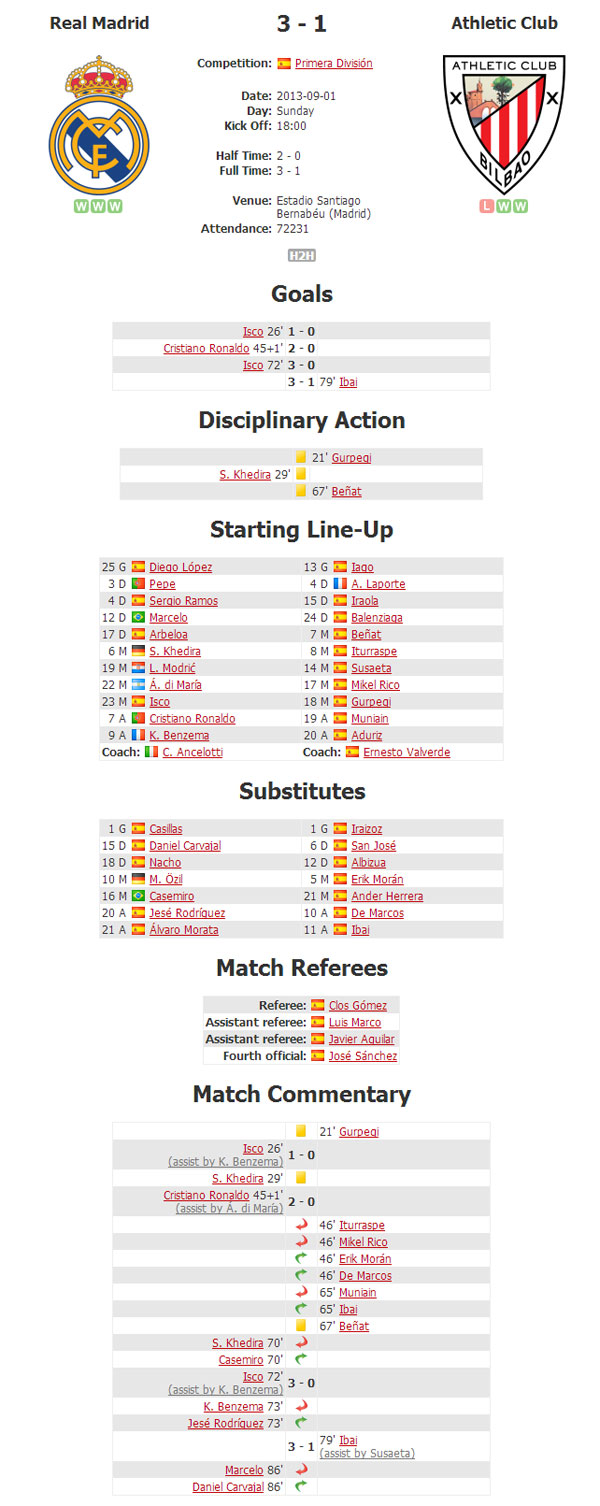 Real Madrid 3 - 1 Athletic Club
Competition: Primera División
ATHLETIC CLUB
BILBAO
Date: 2013-09-01
Day: Sunday
Kick Off: 18:00
Half Time: 2 - 0
Full Time: 3 - 1
Venue: Estadio Santiago
Bernabéu (Madrid)
Attendance: 72231
W W W
L W W
H2H
Goals
Isco 26' 1 - 0
Cristiano Ronaldo 45+1' 2 - 0
Isco 72' 3 - 0
3 - 1 79' Ibai
Disciplinary Action
21' Gurpegi
S. Khedira 29'
67' Beñat
Starting Line-Up
25 G Diego López 13 G Iago
3 D Pepe 4 D A. Laporte
4 D Sergio Ramos 15 D Iraola
12 D Marcelo 24 D Balenziaga
17 D Arbeloa 7 M Beñat
6 M S. Khedira 8 M Iturraspe
19 M L. Modrić 14 M Susaeta
22 M Á. di María 17 M Mikel Rico
23 M Isco 18 M Gurpegi
7 A Cristiano Ronaldo 19 A Muniain
9 A K. Benzema 20 A Aduriz
Coach: C. Ancelotti Coach: Ernesto Valverde
Substitutes
1 G Casillas 1 G Iraizoz
15 D Daniel Carvajal 6 D San José
18 D Nacho 12 D Albizua
10 M M. Özil 5 M Erik Morán
16 M Casemiro 21 M Ander Herrera
20 A Jesé Rodríguez 10 A De Marcos
21 A Álvaro Morata 11 A Ibai
Match Referees
Referee: Clos Gómez
Assistant referee: Luis Marco
Assistant referee: Javier Aguilar
Fourth official: José Sánchez
Match Commentary
21' Gurpegi
Isco 26' 1 - 0
(assist by K. Benzema)
S. Khedira 29'
Cristiano Ronaldo 45+1' 2 - 0
(assist by Á. di María)
46' Iturraspe
46' Mikel Rico
46' Erik Morán
46' De Marcos
65' Muniain
65' Ibai
67' Beñat
S. Khedira 70'
Casemiro 70'
Isco 72' 3 - 0
(assist by K. Benzema)
K. Benzema 73'
Jesé Rodríguez 73'
3 - 1 79' Ibai
(assist by Susaeta)
Marcelo 86'
Daniel Carvajal 86'